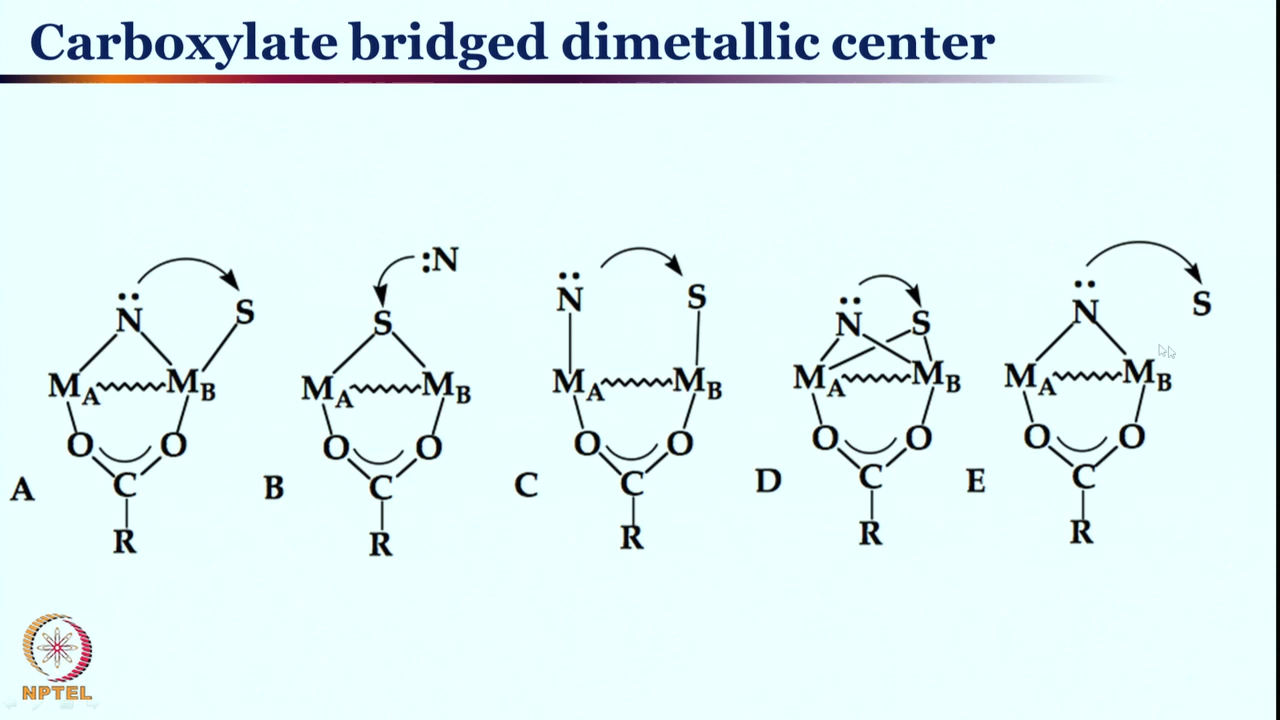 Carboxylate bridged dimetallic center
:N
N S S N S N S N S
M_A M_B M_A M_B M_A M_B M_A M_B M_A M_B
O O O O O O O O O O
A C B C C C D C E C
R R R R R
NPTEL